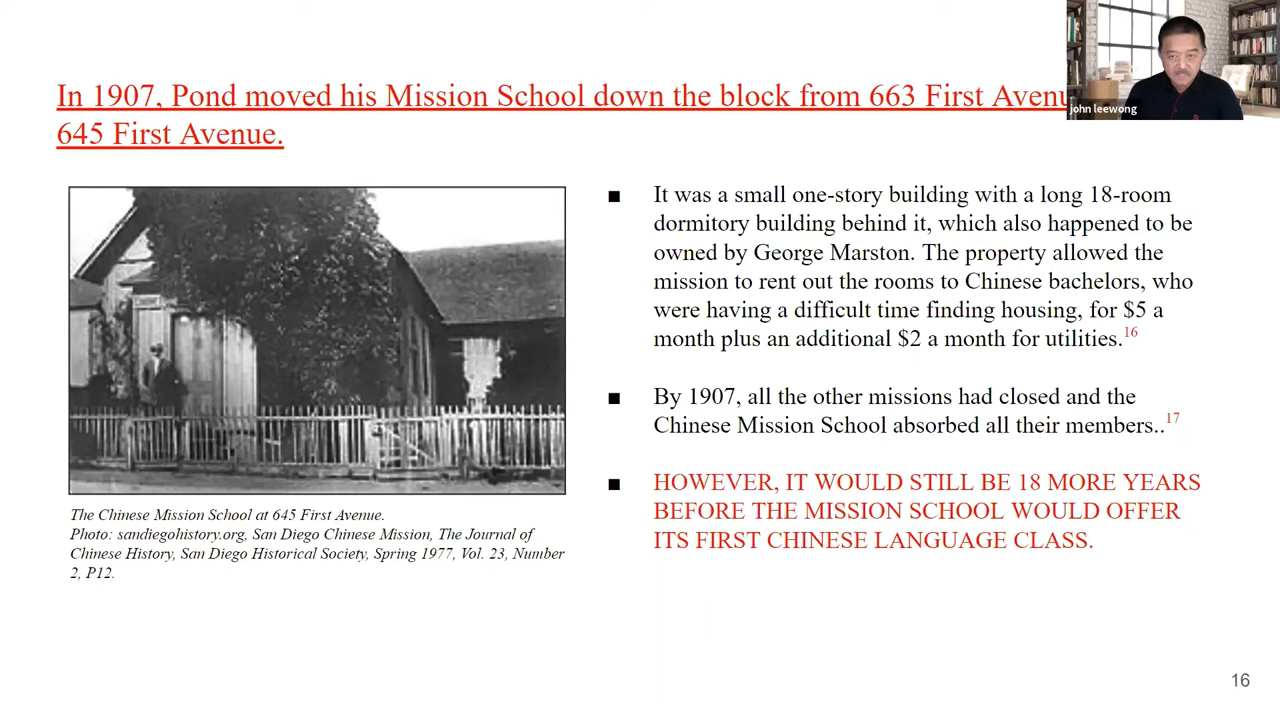 In 1907, Pond moved his Mission School down the block from 663 First
645 First Avenue.
john leewong
It was a small one-story building with a long 18-room
dormitory building behind it, which also happened to be
owned by George Marston. The property allowed the
mission to rent out the rooms to Chinese bachelors, who
were having a difficult time finding housing, for $5 a
month plus an additional $2 a month for utilities.16
By 1907, all the other missions had closed and the
Chinese Mission School absorbed all their members..17
HOWEVER, IT WOULD STILL BE 18 MORE YEARS
BEFORE THE MISSION SCHOOL WOULD OFFER
ITS FIRST CHINESE LANGUAGE CLASS.
The Chinese Mission School at 645 First Avenue.
Photo: sandiegohistory.org, San Diego Chinese Mission, The Journal of
Chinese History, San Diego Historical Society, Spring 1977, Vol. 23, Number
2, P12.
16